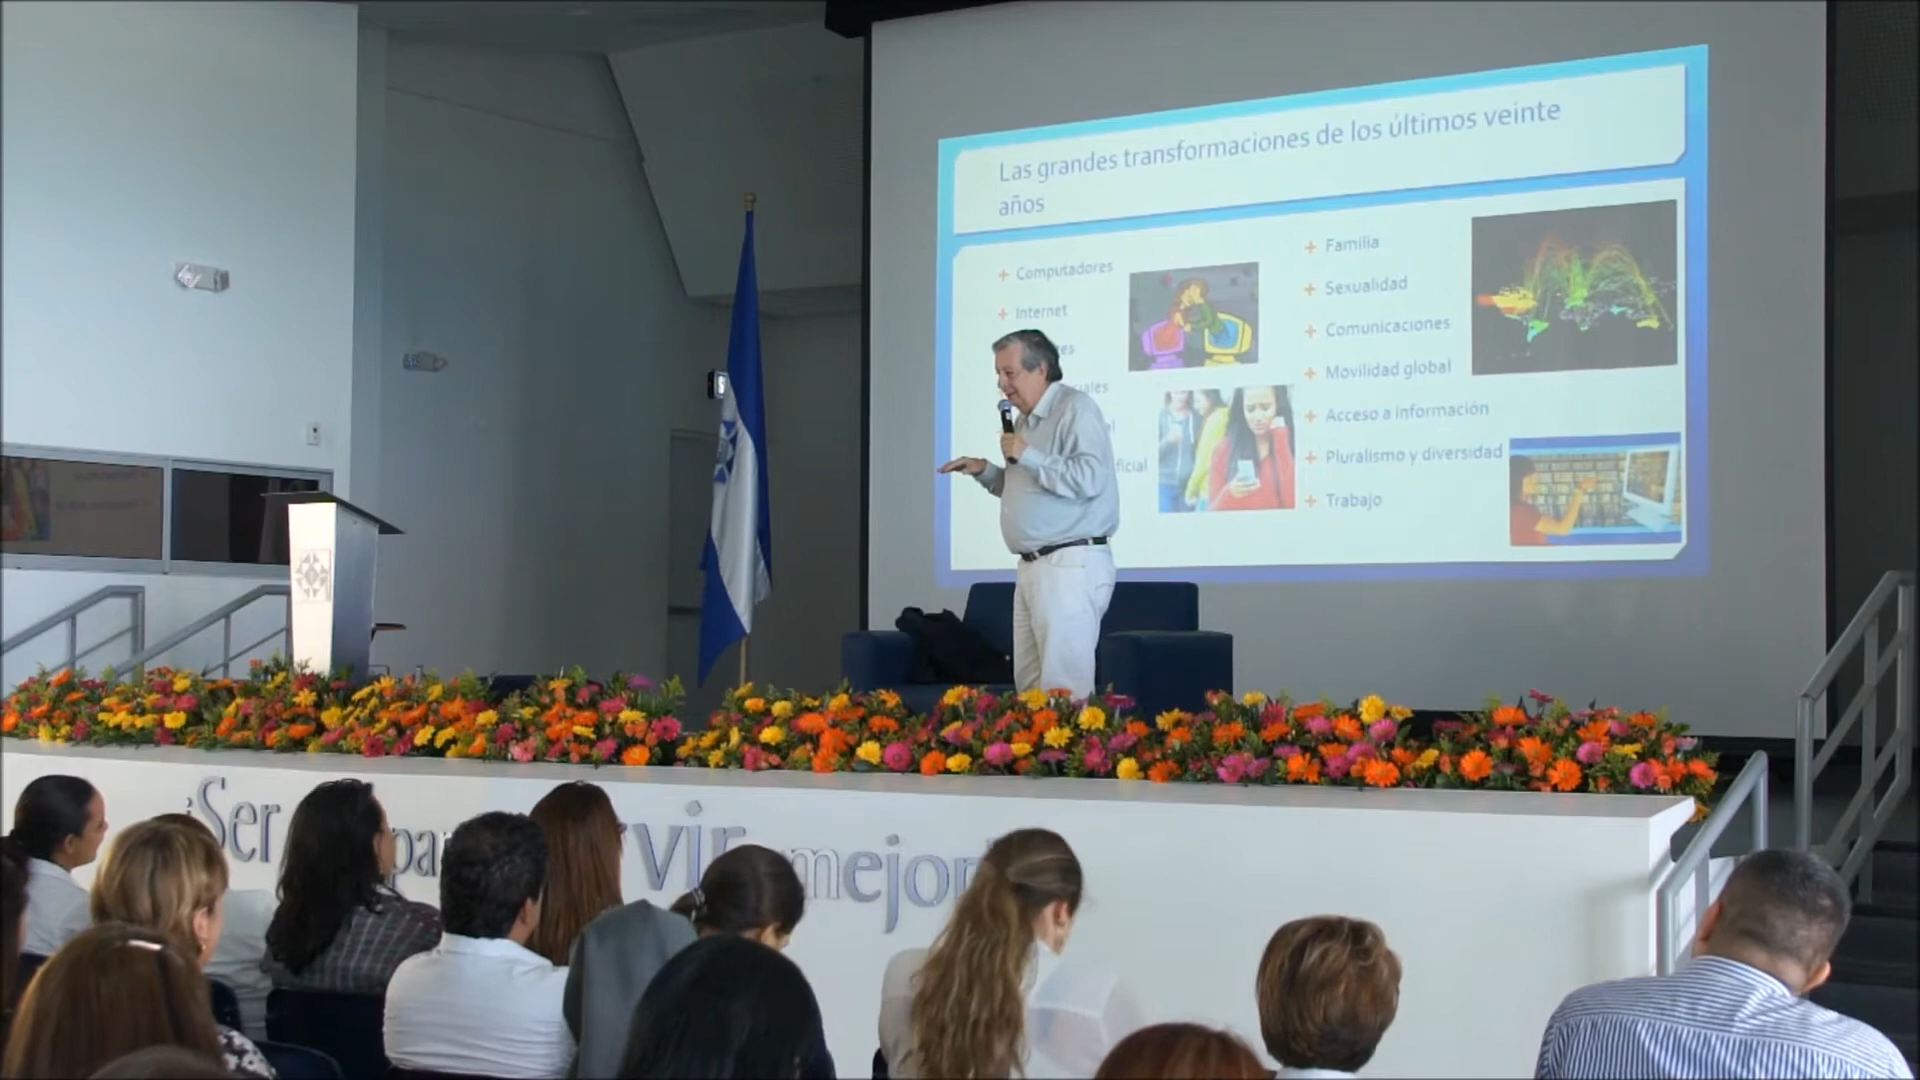 Las grandes transformaciones de los últimos veinte
años
+ Computadores
+ Internet
+ Familia
+ Sexualidad
+ Comunicaciones
+ Movilidad global
+ Acceso a información
+ Pluralismo y diversidad
+ Trabajo
¡Ser mejor